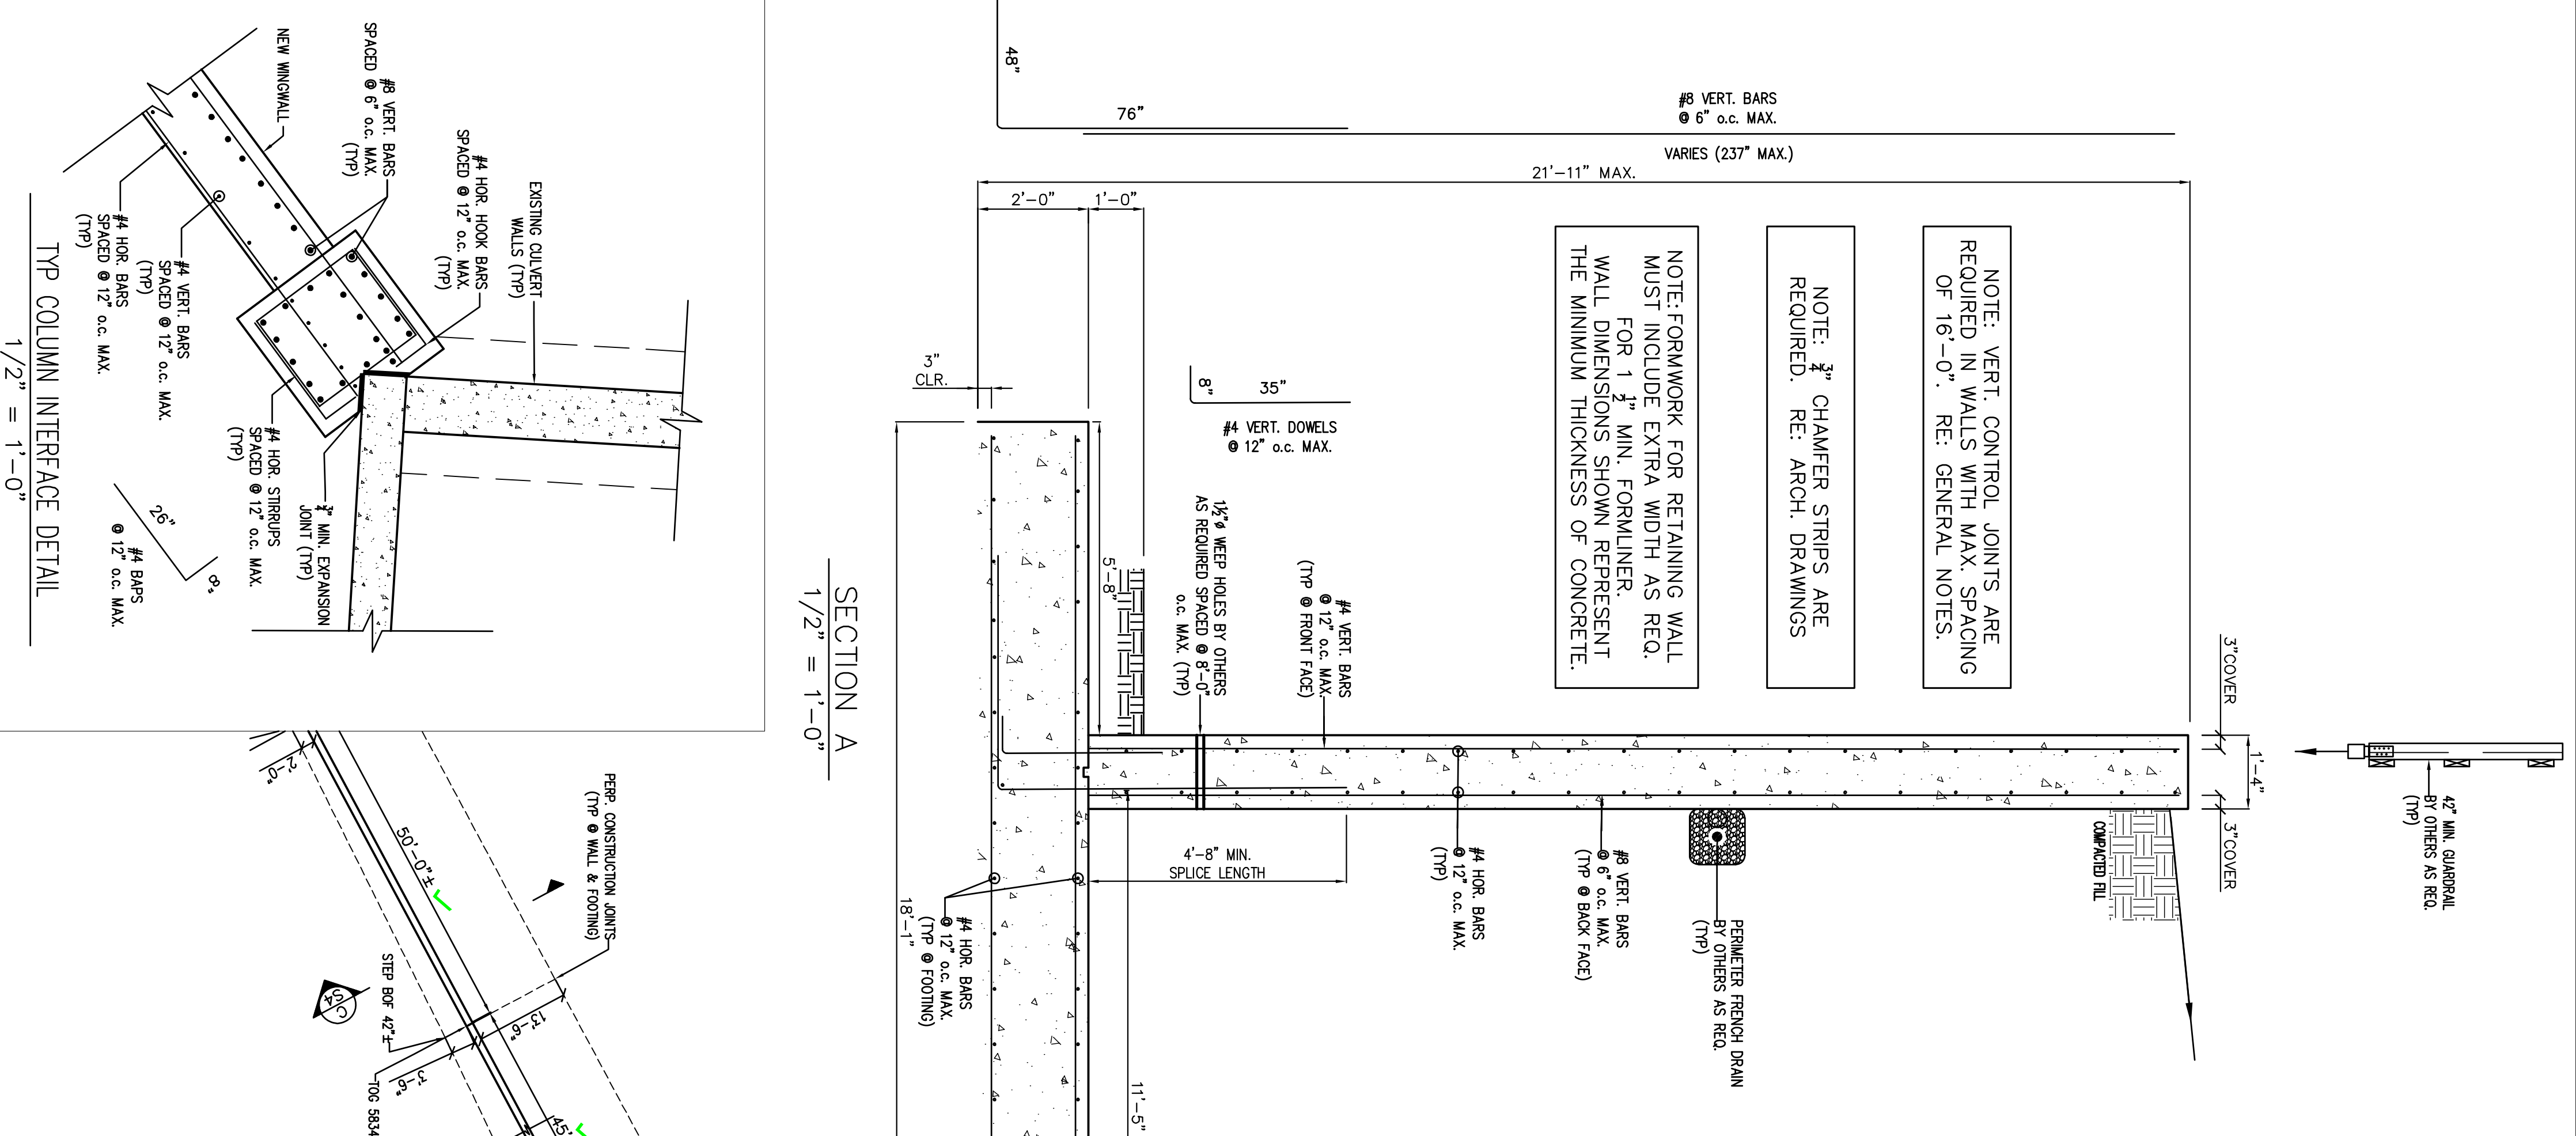 48"
76"
#8 VERT. BARS
@ 6" o.c. MAX.
VARIES (237" MAX.)
21'-11" MAX.
2'-0"
1'-0"
NOTE: VERT. CONTROL JOINTS ARE
REQUIRED IN WALLS WITH MAX. SPACING
OF 16'-0". RE: GENERAL NOTES.
NOTE: 3/4" CHAMFER STRIPS ARE
REQUIRED. RE: ARCH. DRAWINGS
NOTE: FORMWORK FOR RETAINING WALL
MUST INCLUDE EXTRA WIDTH AS REQ.
FOR 1 1/2" MIN. FORMLINER.
WALL DIMENSIONS SHOWN REPRESENT
THE MINIMUM THICKNESS OF CONCRETE.
3"
CLR.
8"
35"
#4 VERT. DOWELS
@ 12" o.c. MAX.
5'-8"
1½"ø WEEP HOLES BY OTHERS
AS REQUIRED SPACED @ 8'-0"
o.c. MAX. (TYP)
#4 VERT. BARS
@ 12" o.c. MAX.
(TYP @ FRONT FACE)
3"COVER
1'-4"
3"COVER
42" MIN. GUARDRAIL
BY OTHERS AS REQ.
(TYP)
COMPACTED FILL
PERIMETER FRENCH DRAIN
BY OTHERS AS REQ.
(TYP)
#8 VERT. BARS
@ 6" o.c. MAX.
(TYP @ BACK FACE)
#4 HOR. BARS
@ 12" o.c. MAX.
(TYP)
4'-8" MIN.
SPLICE LENGTH
#4 HOR. BARS
@ 12" o.c. MAX.
(TYP @ FOOTING)
18'-1"
11'-5"
SECTION A
1/2" = 1'-0"
NEW WINGWALL
#8 VERT. BARS
SPACED @ 6" o.c. MAX.
(TYP)
#4 HOR. HOOK BARS
SPACED @ 12" o.c. MAX.
(TYP)
EXISTING CULVERT
WALLS (TYP)
#4 VERT. BARS
SPACED @ 12" o.c. MAX.
(TYP)
#4 HOR. BARS
SPACED @ 12" o.c. MAX.
(TYP)
#4 HOR. STIRRUPS
SPACED @ 12" o.c. MAX.
(TYP)
3/4" MIN. EXPANSION
JOINT (TYP)
26"
8"
#4 BAPS
@ 12" o.c. MAX.
TYP COLUMN INTERFACE DETAIL
1/2" = 1'-0"
2'-0"
50'-0"±
PERP. CONSTRUCTION JOINTS
(TYP @ WALL & FOOTING)
C
S4
STEP BOF 42"±
13'-6"
3'-6"
TOG 5834
45'